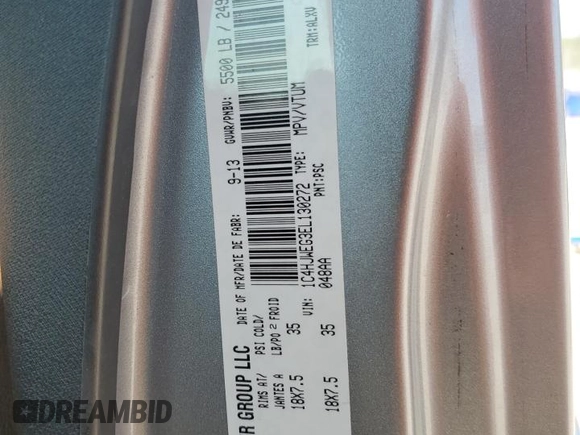 R GROUP LLC
DATE OF MFR/DATE DE FABR: 9-13 GVWR/PNBV: 5500 LB / 249
RIMS AT/ PSI COLD/
JANTES A LB/PO 2 FROID
18X7.5 35
VIN: 1C4HJWEG3EL130272 TYPE: MPV/VTUM
048AA PNT:PSC TRM:ALXV
18X7.5 35
DREAMBID